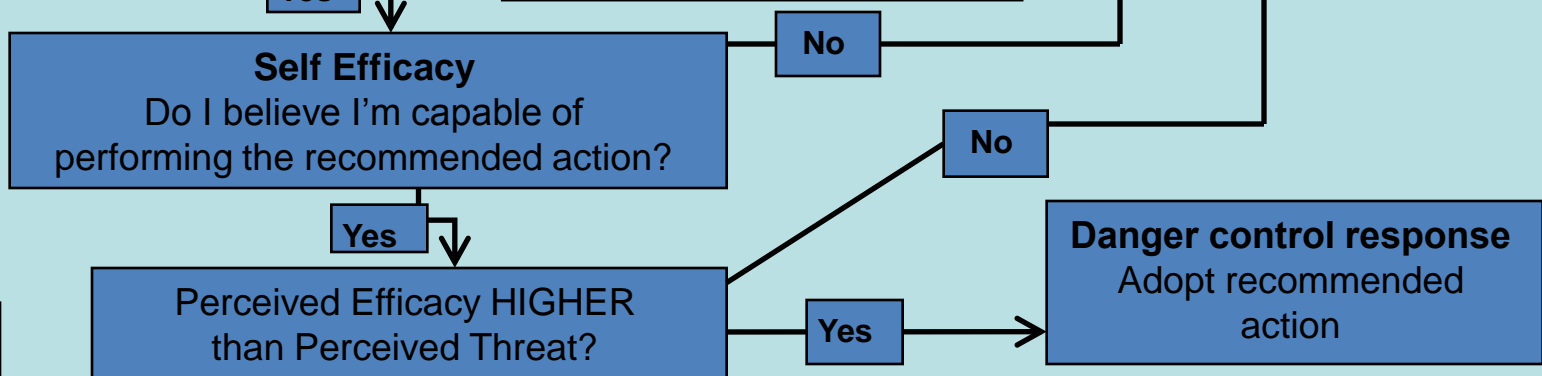 Yes
No
Self Efficacy
Do I believe I'm capable of
performing the recommended action?
No
Yes
Danger control response
Adopt recommended
action
Perceived Efficacy HIGHER
than Perceived Threat?
Yes